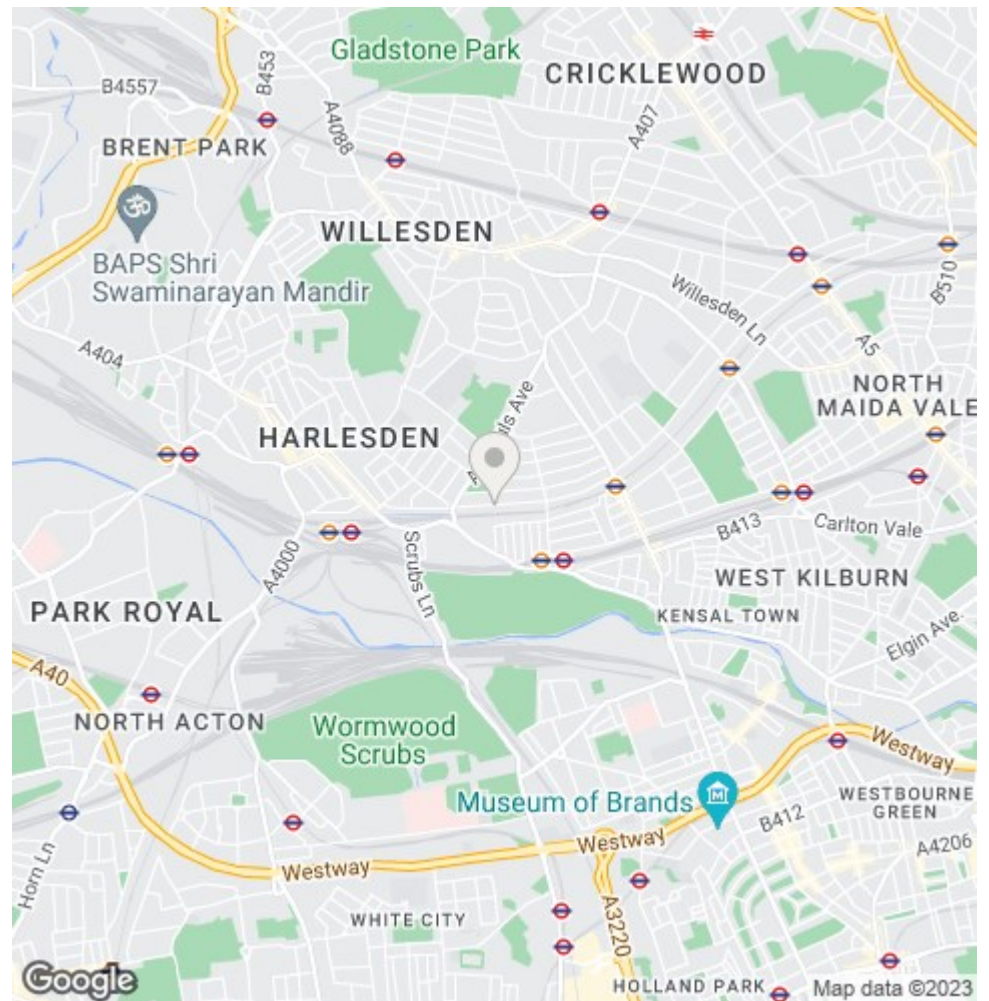 Gladstone Park
CRICKLEWOOD
B453
B4557
A4088
A407
BRENT PARK
WILLESDEN
BAPS Shri
Swaminarayan Mandir
B510
Willesden Ln
A404
A5
NORTH
MAIDA VALE
ls Ave
HARLESDEN
Carlton Vale
B413
Scrubs Ln
A4000
WEST KILBURN
PARK ROYAL
KENSAL TOWN
Elgin Ave.
A40
NORTH ACTON
Wormwood
Scrubs
Westway
Museum of Brands
M
WESTBOURNE
GREEN
B412
A4206
Westway
Westway
Horn Ln
WHITE CITY
A3220
HOLLAND PARK
Google
Map data ©2023